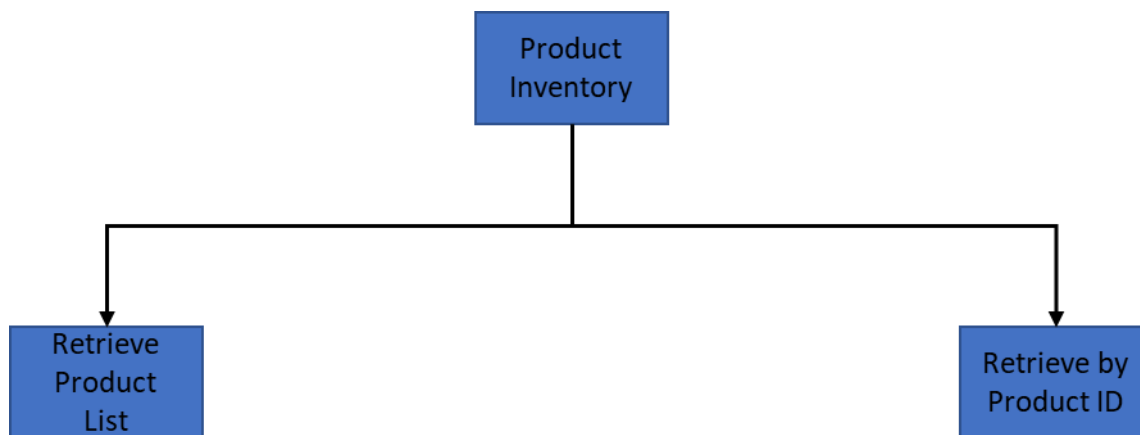 Product
Inventory
Retrieve
Product
List
Retrieve by
Product ID